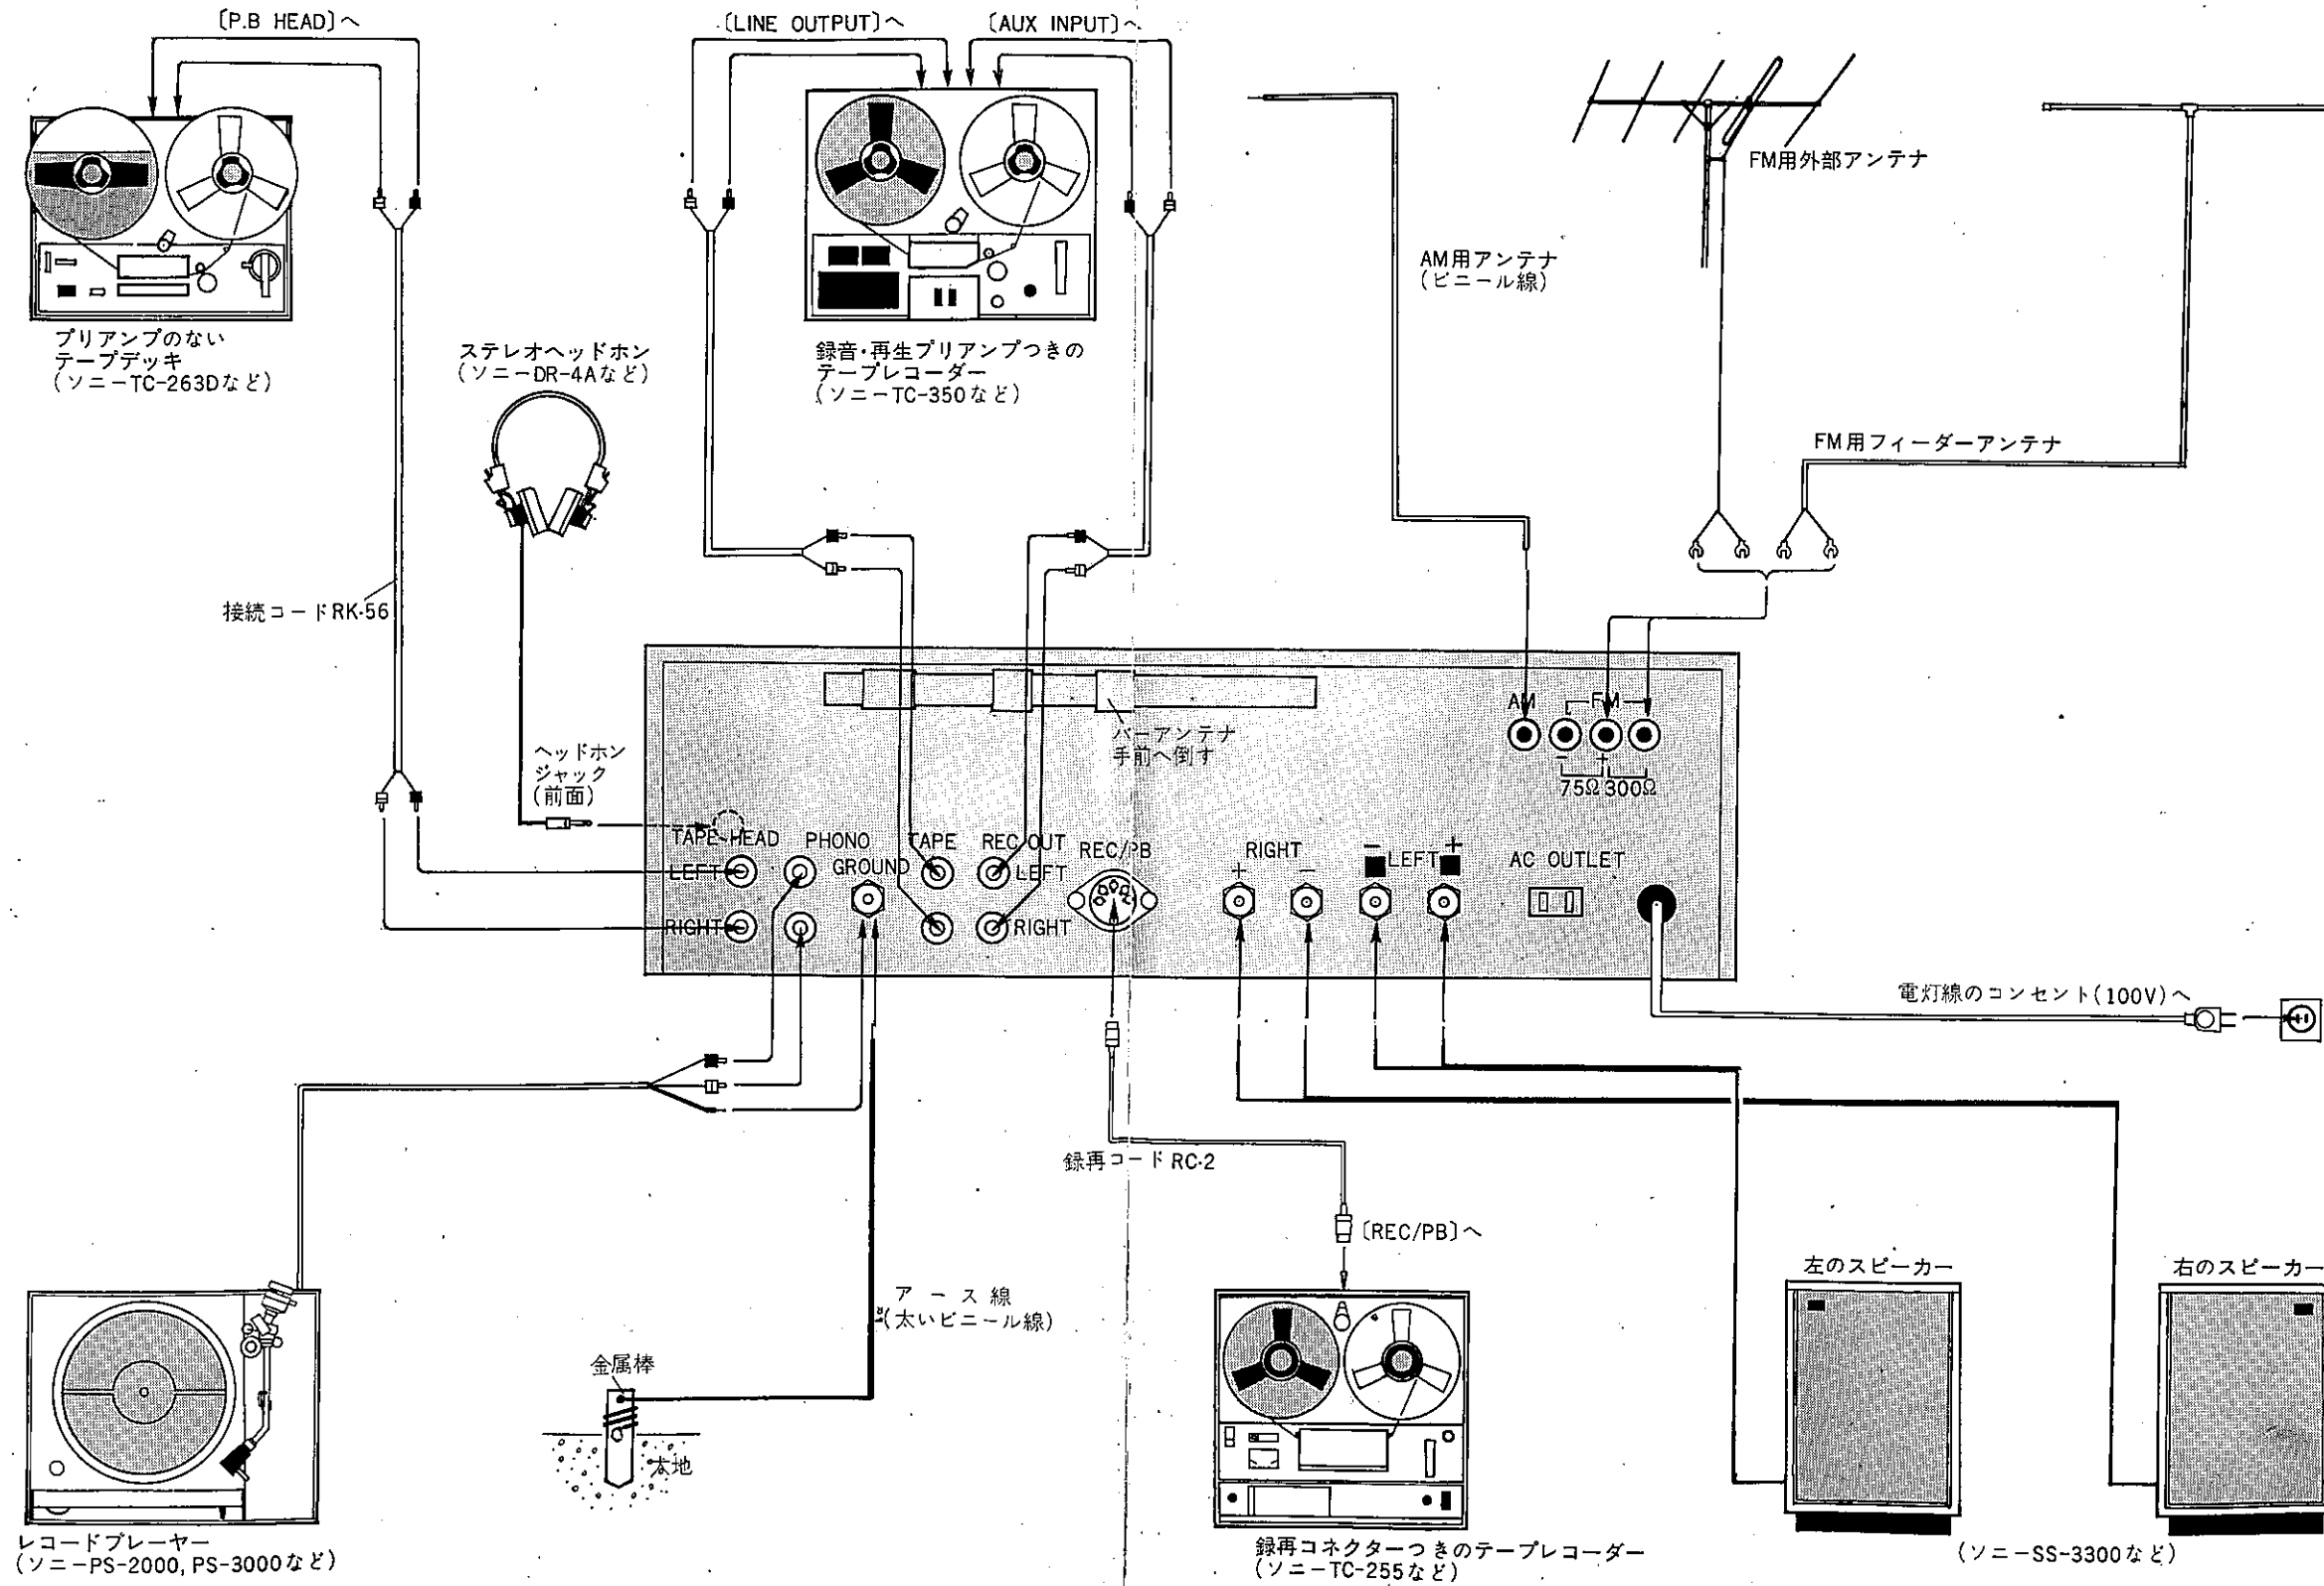 〔P.B HEAD〕へ
〔LINE OUTPUT〕へ
〔AUX INPUT〕へ
プリアンプのない
テープデッキ
(ソニーTC-263Dなど)
ステレオヘッドホン
(ソニーDR-4Aなど)
録音・再生プリアンプつきの
テープレコーダー
(ソニーTC-350など)
AM用アンテナ
(ビニール線)
FM用外部アンテナ
FM用フィーダーアンテナ
接続コードRK-56
ヘッドホン
ジャック
(前面)
バーアンテナ
手前へ倒す
AM
FM
− +
75Ω 300Ω
TAPE HEAD
PHONO
GROUND
TAPE
REC OUT
REC/PB
RIGHT
+ −
− LEFT +
AC OUTLET
LEFT
LEFT
RIGHT
RIGHT
電灯線のコンセント(100V)へ
録再コードRC-2
〔REC/PB〕へ
アース線
(太いビニール線)
金属棒
大地
左のスピーカー
右のスピーカー
レコードプレーヤー
(ソニーPS-2000, PS-3000など)
録再コネクターつきのテープレコーダー
(ソニーTC-255など)
(ソニーSS-3300など)